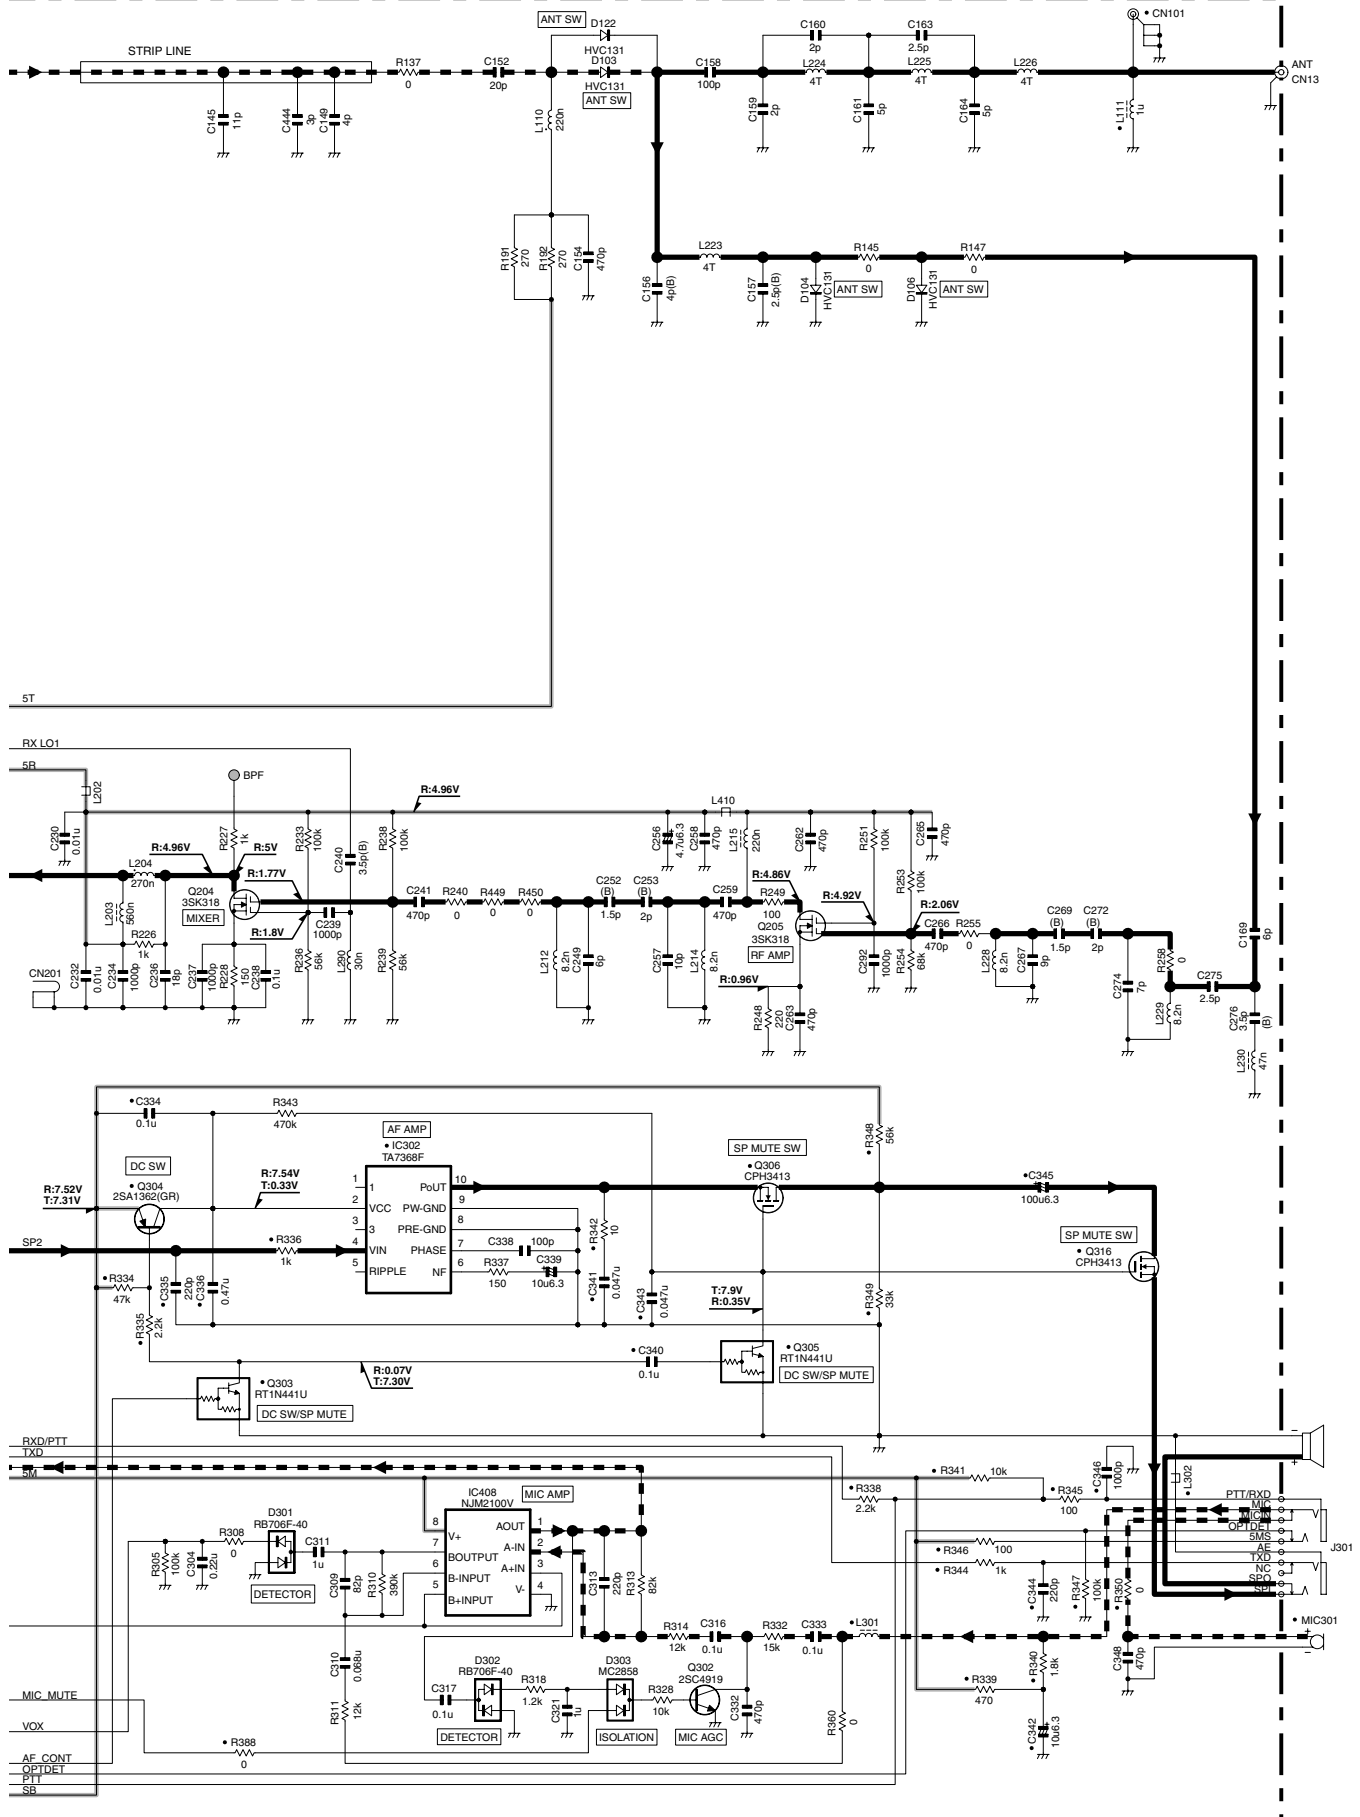 ANT SW
D122
HVC131
D103
HVC131
ANT SW
STRIP LINE
R137
0
C152
20p
C158
100p
C160
2p
C163
2.5p
L224
4T
L225
4T
L226
4T
• CN101
ANT
CN13
C145
11p
C444
3p
C149
4p
L110
220n
C159
2p
C161
5p
C164
5p
• L111
1u
R191
270
R192
270
C154
470p
L223
4T
R145
0
R147
0
C156
4p(B)
C157
2.5p(B)
D104
HVC131
ANT SW
D106
HVC131
ANT SW
5T
RX LO1
5R
L202
BPF
R:4.96V
L410
C230
0.01u
R227
1k
R233
100k
C240
3.5p(B)
R238
100k
C256
4.7u6.3
C258
470p
L215
220n
C262
470p
R251
100k
R253
100k
C265
470p
R:4.96V
R:5V
L204
270n
R:1.77V
Q204
3SK318
MIXER
L203
560n
R226
1k
R:1.8V
C239
1000p
C241
470p
R240
0
R449
0
R450
0
C252
(B)
1.5p
C253
(B)
2p
C259
470p
R:4.86V
R249
100
R:4.92V
Q205
3SK318
RF AMP
R:2.06V
C266
470p
R255
0
C269
(B)
1.5p
C272
(B)
2p
C169
6p
CN201
C232
0.01u
C234
1000p
C236
18p
C237
1000p
R228
150
C238
0.1u
R236
56k
L290
30n
R239
56k
L212
8.2n
C249
6p
C257
10p
L214
8.2n
R:0.96V
R248
220
C263
470p
C292
1000p
R254
68k
L228
8.2n
C267
9p
C274
7p
R258
0
L229
8.2n
C275
2.5p
C276
3.5p
(B)
L230
47n
• C334
0.1u
R343
470k
AF AMP
• IC302
TA7368F
DC SW
• Q304
2SA1362(GR)
R:7.52V
T:7.31V
R:7.54V
T:0.33V
1
1
PoUT
10
2
VCC
PW-GND
9
3
3
PRE-GND
8
4
VIN
PHASE
7
5
RIPPLE
NF
6
SP2
• R336
1k
• R334
47k
• R335
2.2k
• C335
220p
• C336
0.47u
C338
100p
R337
150
C339
10u6.3
• R342
10
• C341
0.047u
• C343
0.047u
SP MUTE SW
• Q306
CPH3413
• R348
56k
• C345
100u6.3
SP MUTE SW
• Q316
CPH3413
• R349
33k
T:7.9V
R:0.35V
R:0.07V
T:7.30V
• C340
0.1u
• Q305
RT1N441U
DC SW/SP MUTE
• Q303
RT1N441U
DC SW/SP MUTE
RXD/PTT
TXD
5M
IC408
NJM2100V
MIC AMP
8
V+
AOUT
1
7
BOUTPUT
A-IN
2
6
B-INPUT
A+IN
3
5
B+INPUT
V-
4
• R341
10k
• R338
2.2k
• R345
100
• C346
1000p
• L302
−
+
PTT/RXD
MIC
MICIN
OPTDET
5MS
AE
TXD
NC
SPO
SPI
J301
D301
RB706F-40
R308
0
C311
1u
R305
100k
C304
0.22u
DETECTOR
C309
82p
R310
390k
C313
220p
R313
82k
• R346
100
• R344
1k
• C344
220p
• R347
100k
• R350
0
• MIC301
+
−
R314
12k
C316
0.1u
R332
15k
C333
0.1u
• L301
C310
0.068u
R311
12k
D302
RB706F-40
C317
0.1u
R318
1.2k
C321
1u
D303
MC2858
R328
10k
Q302
2SC4919
C332
470p
R360
0
• R339
470
• R340
1.8k
• C342
10u6.3
C348
470p
DETECTOR
ISOLATION
MIC AGC
MIC_MUTE
VOX
• R388
0
AF_CONT
OPTDET
PTT
SB